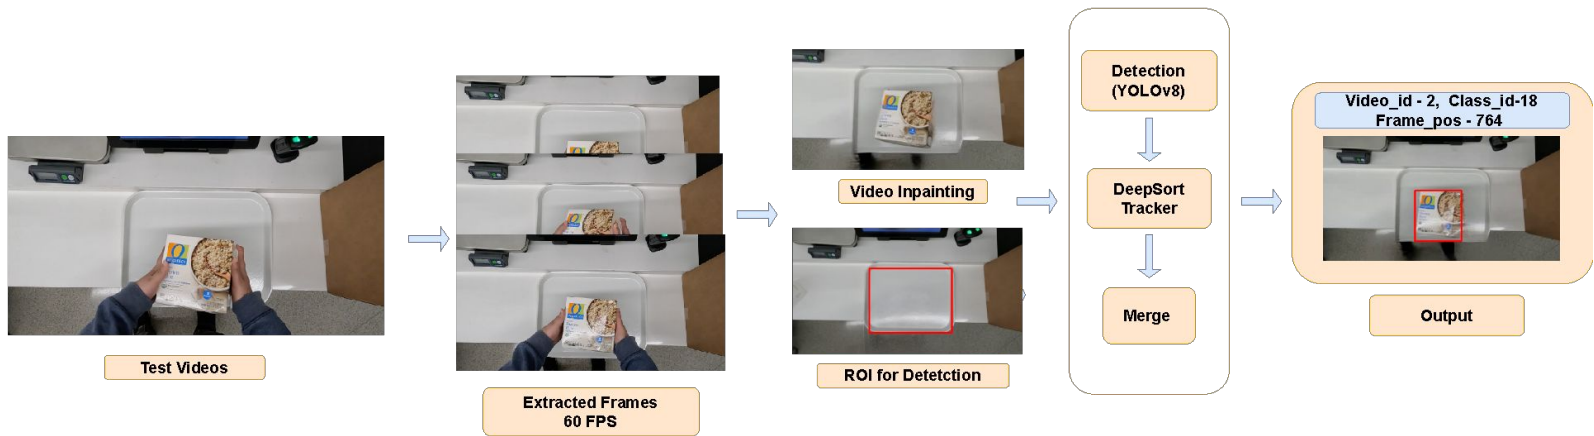 Test Videos
Extracted Frames
60 FPS
Video Inpainting
ROI for Detetction
Detection
(YOLOv8)
DeepSort
Tracker
Merge
Video_id - 2, Class_id-18
Frame_pos - 764
Output